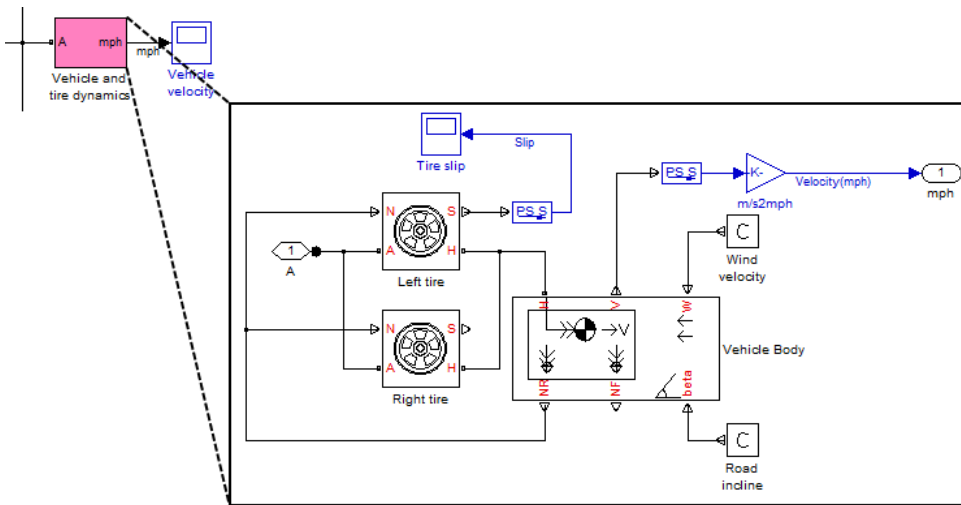 A
mph
mph
Vehicle and
tire dynamics
Vehicle
velocity
Tire slip
Slip
PS S
K-
m/s2mph
Velocity(mph)
1
mph
N
S
A
H
Left tire
PS S
1
A
C
Wind
velocity
N
S
A
H
Right tire
H
V
W
V
NR
NF
beta
Vehicle Body
C
Road
incline